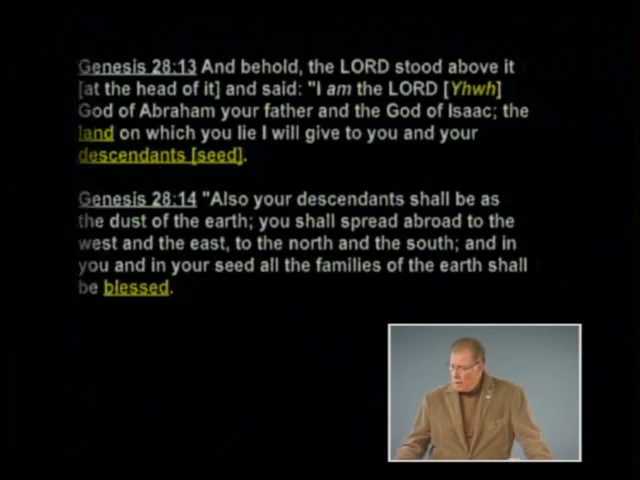 Genesis 28:13 And behold, the LORD stood above it
[at the head of it] and said: "I am the LORD [Yhwh]
God of Abraham your father and the God of Isaac; the
land on which you lie I will give to you and your
descendants [seed].
Genesis 28:14 "Also your descendants shall be as
the dust of the earth; you shall spread abroad to the
west and the east, to the north and the south; and in
you and in your seed all the families of the earth shall
be blessed.